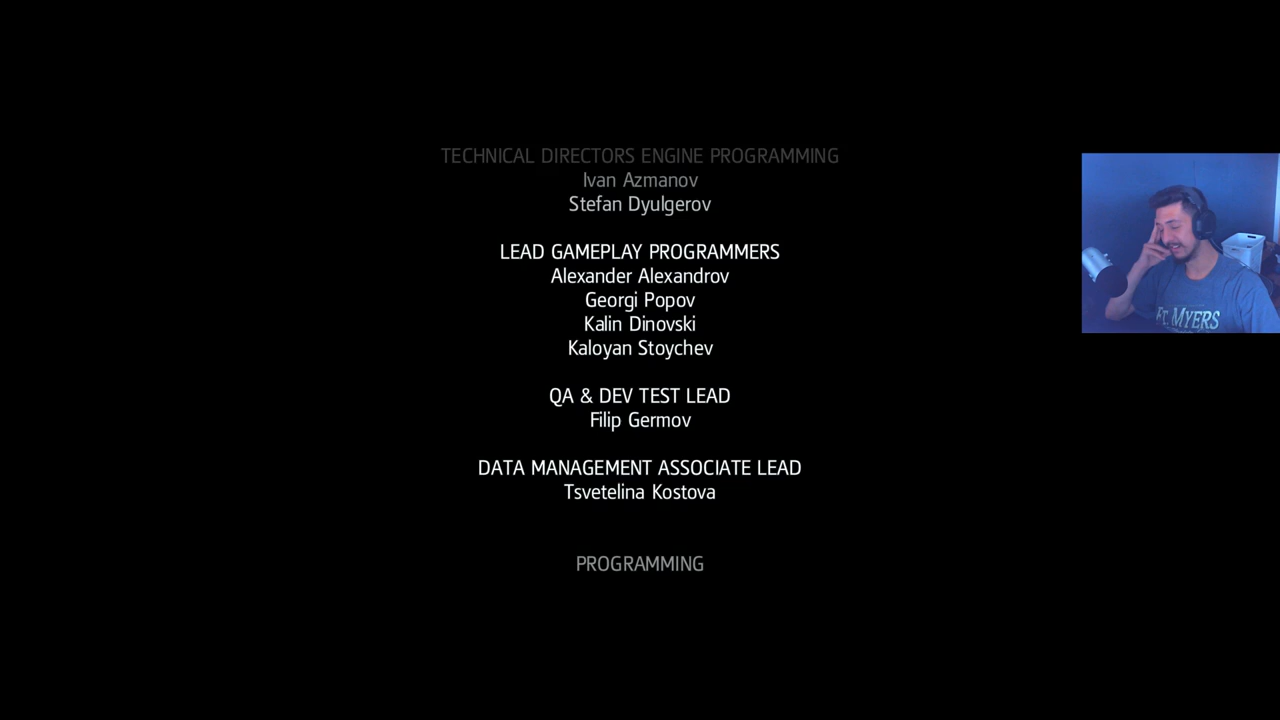 TECHNICAL DIRECTORS ENGINE PROGRAMMING
Ivan Azmanov
Stefan Dyulgerov
LEAD GAMEPLAY PROGRAMMERS
Alexander Alexandrov
Georgi Popov
Kalin Dinovski
Kaloyan Stoychev
QA & DEV TEST LEAD
Filip Germov
DATA MANAGEMENT ASSOCIATE LEAD
Tsvetelina Kostova
PROGRAMMING
FT. MYERS